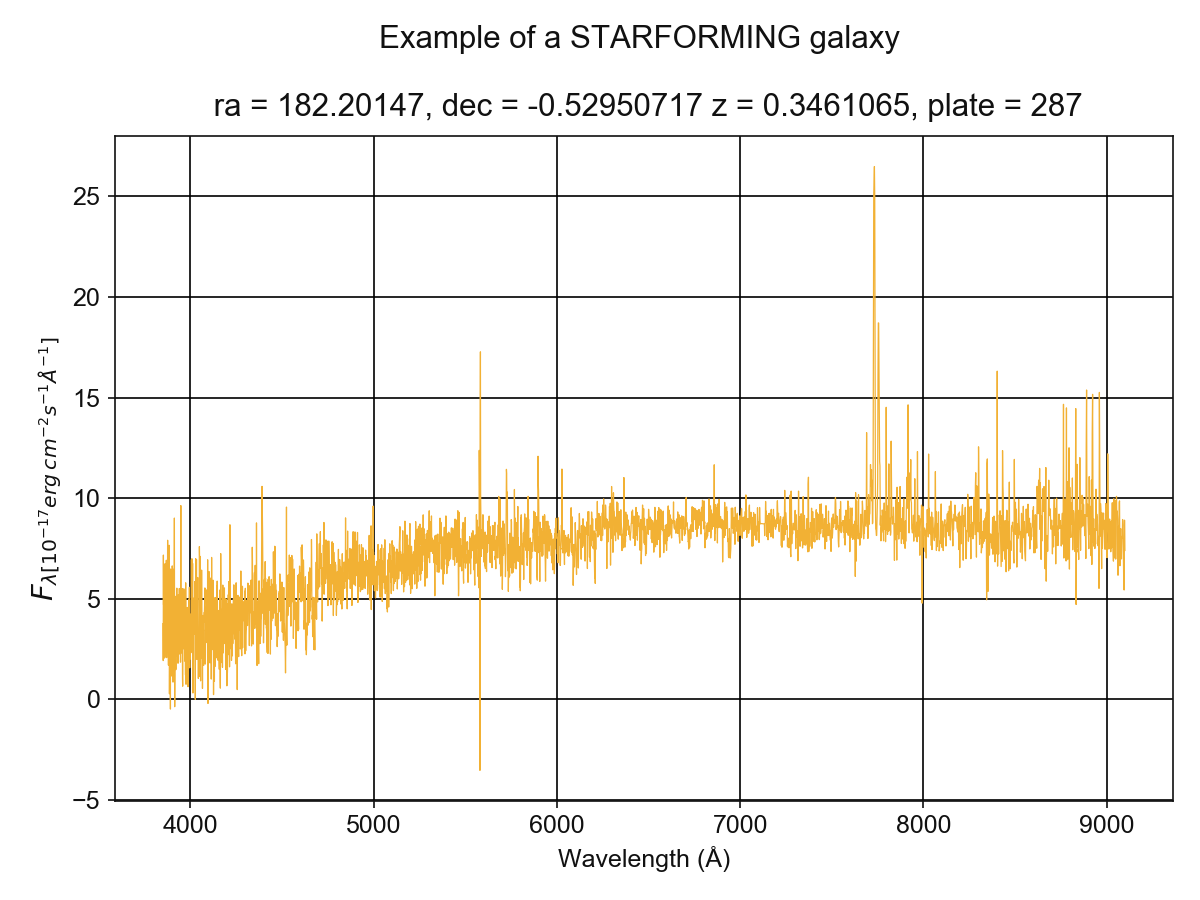 Example of a STARFORMING galaxy
ra = 182.20147, dec = -0.52950717 z = 0.3461065, plate = 287
25
20
15
10
5
0
−5
F_{λ[10^{−17} erg cm^{−2} s^{−1} Å^{−1}]}
4000 5000 6000 7000 8000 9000
Wavelength (Å)